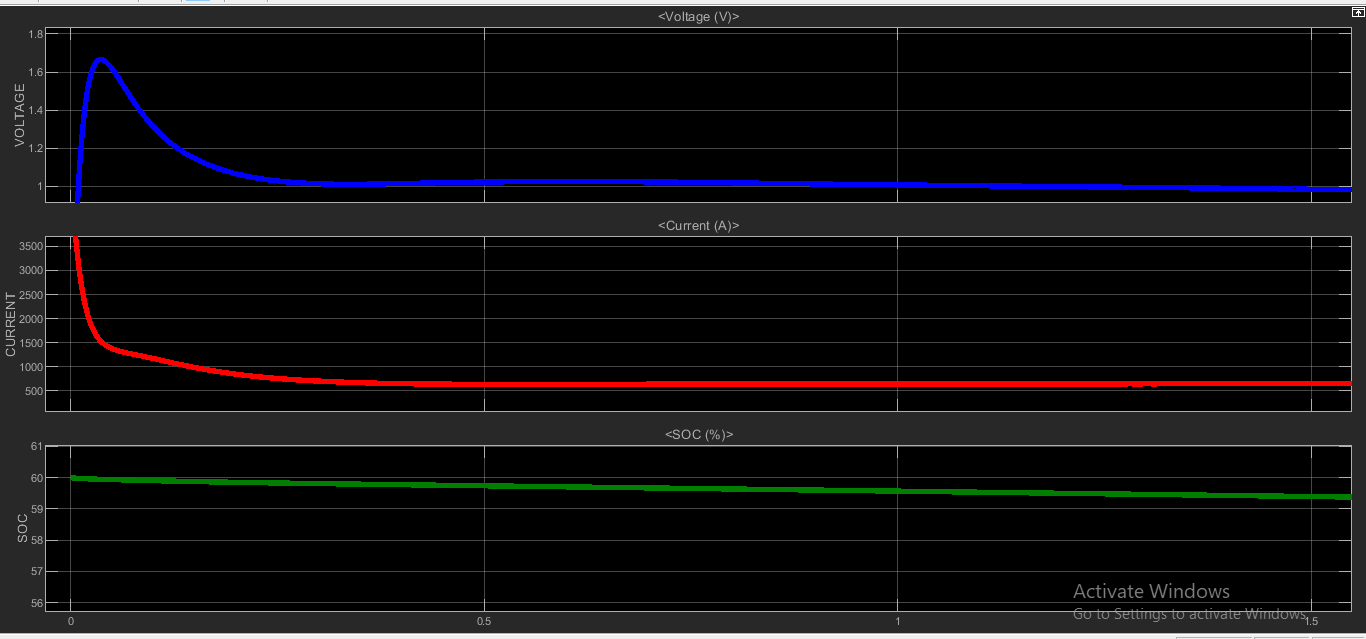 <Voltage (V)>
VOLTAGE
1.8
1.6
1.4
1.2
1
<Current (A)>
CURRENT
3500
3000
2500
2000
1500
1000
500
<SOC (%)>
SOC
61
60
59
58
57
56
0
0.5
1
1.5
Activate Windows
Go to Settings to activate Windows.